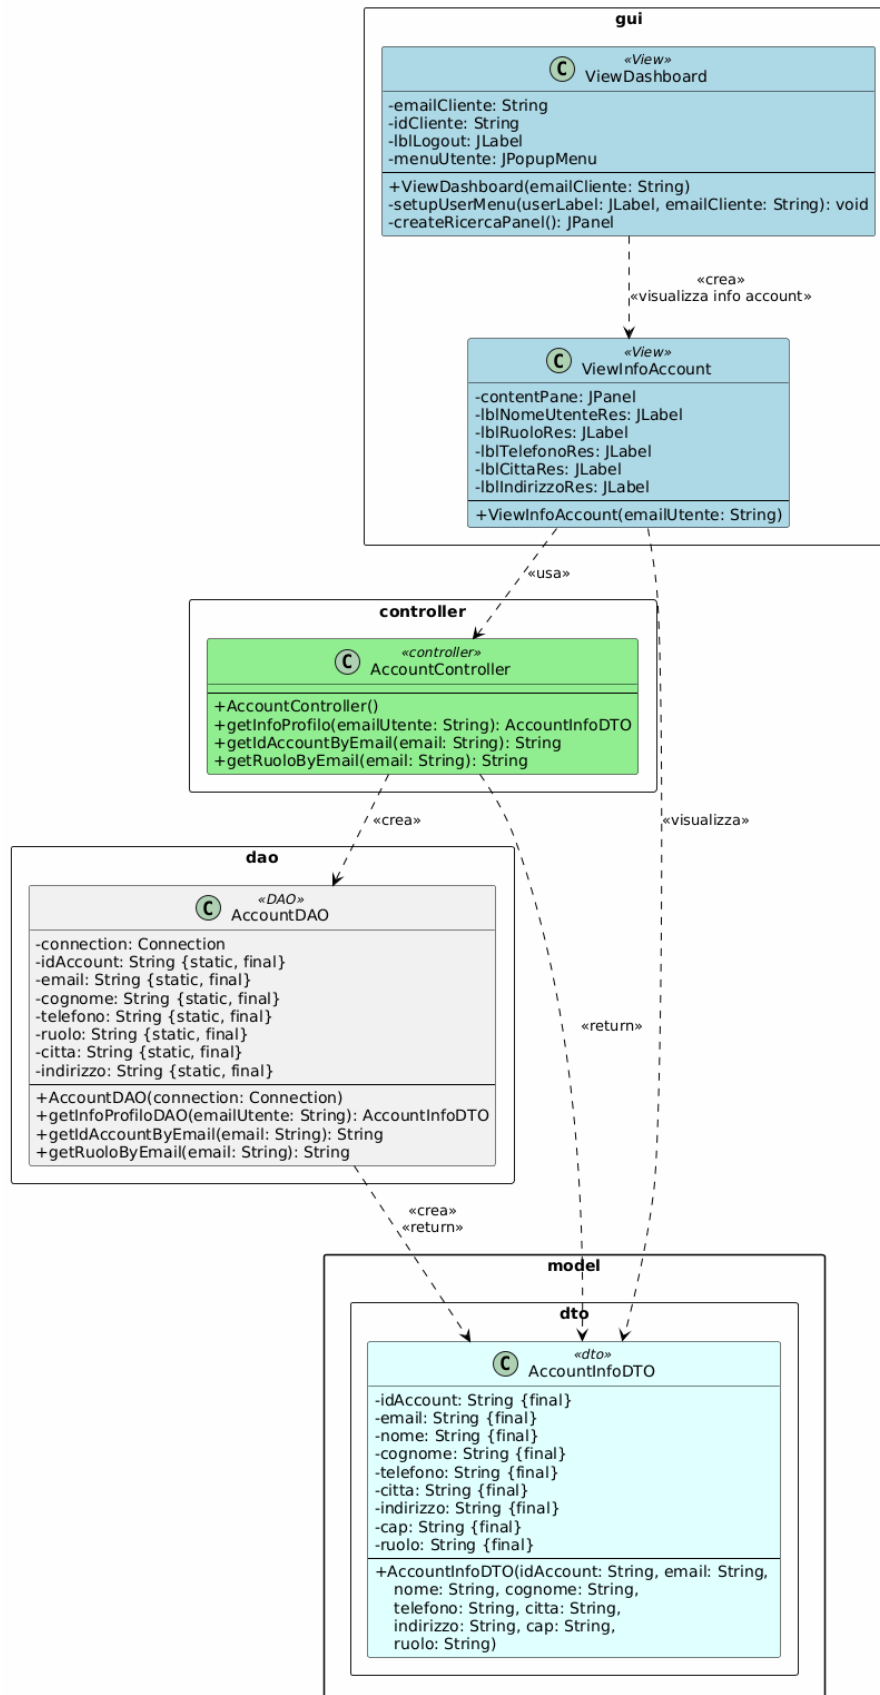 gui
C
«View»
ViewDashboard
-emailCliente: String
-idCliente: String
-lblLogout: JLabel
-menuUtente: JPopupMenu
+ViewDashboard(emailCliente: String)
-setupUserMenu(userLabel: JLabel, emailCliente: String): void
-createRicercaPanel(): JPanel
«crea»
«visualizza info account»
C
«View»
ViewInfoAccount
-contentPane: JPanel
-lblNomeUtenteRes: JLabel
-lblRuoloRes: JLabel
-lblTelefonoRes: JLabel
-lblCittaRes: JLabel
-lblIndirizzoRes: JLabel
+ViewInfoAccount(emailUtente: String)
«usa»
controller
C
«controller»
AccountController
+AccountController()
+getInfoProfilo(emailUtente: String): AccountInfoDTO
+getIdAccountByEmail(email: String): String
+getRuoloByEmail(email: String): String
«crea»
«visualizza»
dao
C
«DAO»
AccountDAO
-connection: Connection
-idAccount: String {static, final}
-email: String {static, final}
-cognome: String {static, final}
-telefono: String {static, final}
-ruolo: String {static, final}
-citta: String {static, final}
-indirizzo: String {static, final}
+AccountDAO(connection: Connection)
+getInfoProfiloDAO(emailUtente: String): AccountInfoDTO
+getIdAccountByEmail(email: String): String
+getRuoloByEmail(email: String): String
«return»
«crea»
«return»
model
dto
C
«dto»
AccountInfoDTO
-idAccount: String {final}
-email: String {final}
-nome: String {final}
-cognome: String {final}
-telefono: String {final}
-citta: String {final}
-indirizzo: String {final}
-cap: String {final}
-ruolo: String {final}
+AccountInfoDTO(idAccount: String, email: String,
nome: String, cognome: String,
telefono: String, citta: String,
indirizzo: String, cap: String,
ruolo: String)